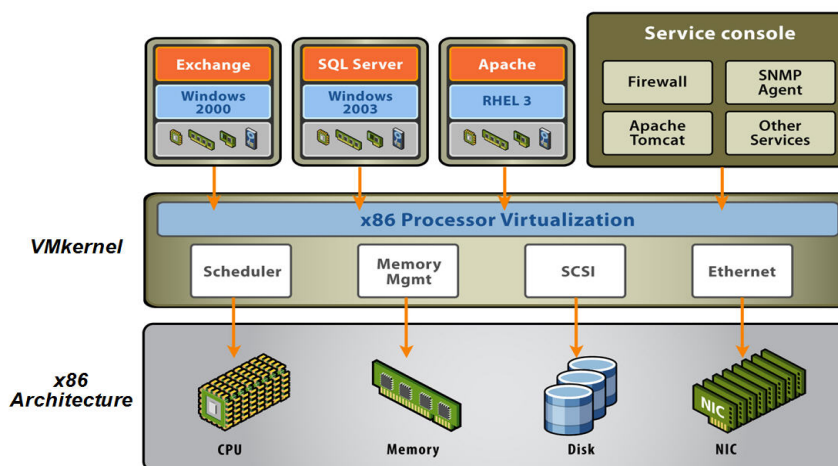 Exchange
Windows
2000
SQL Server
Windows
2003
Apache
RHEL 3
Service console
Firewall
SNMP
Agent
Apache
Tomcat
Other
Services
VMkernel
x86 Processor Virtualization
Scheduler
Memory
Mgmt
SCSI
Ethernet
x86
Architecture
CPU
Memory
Disk
NIC
NIC